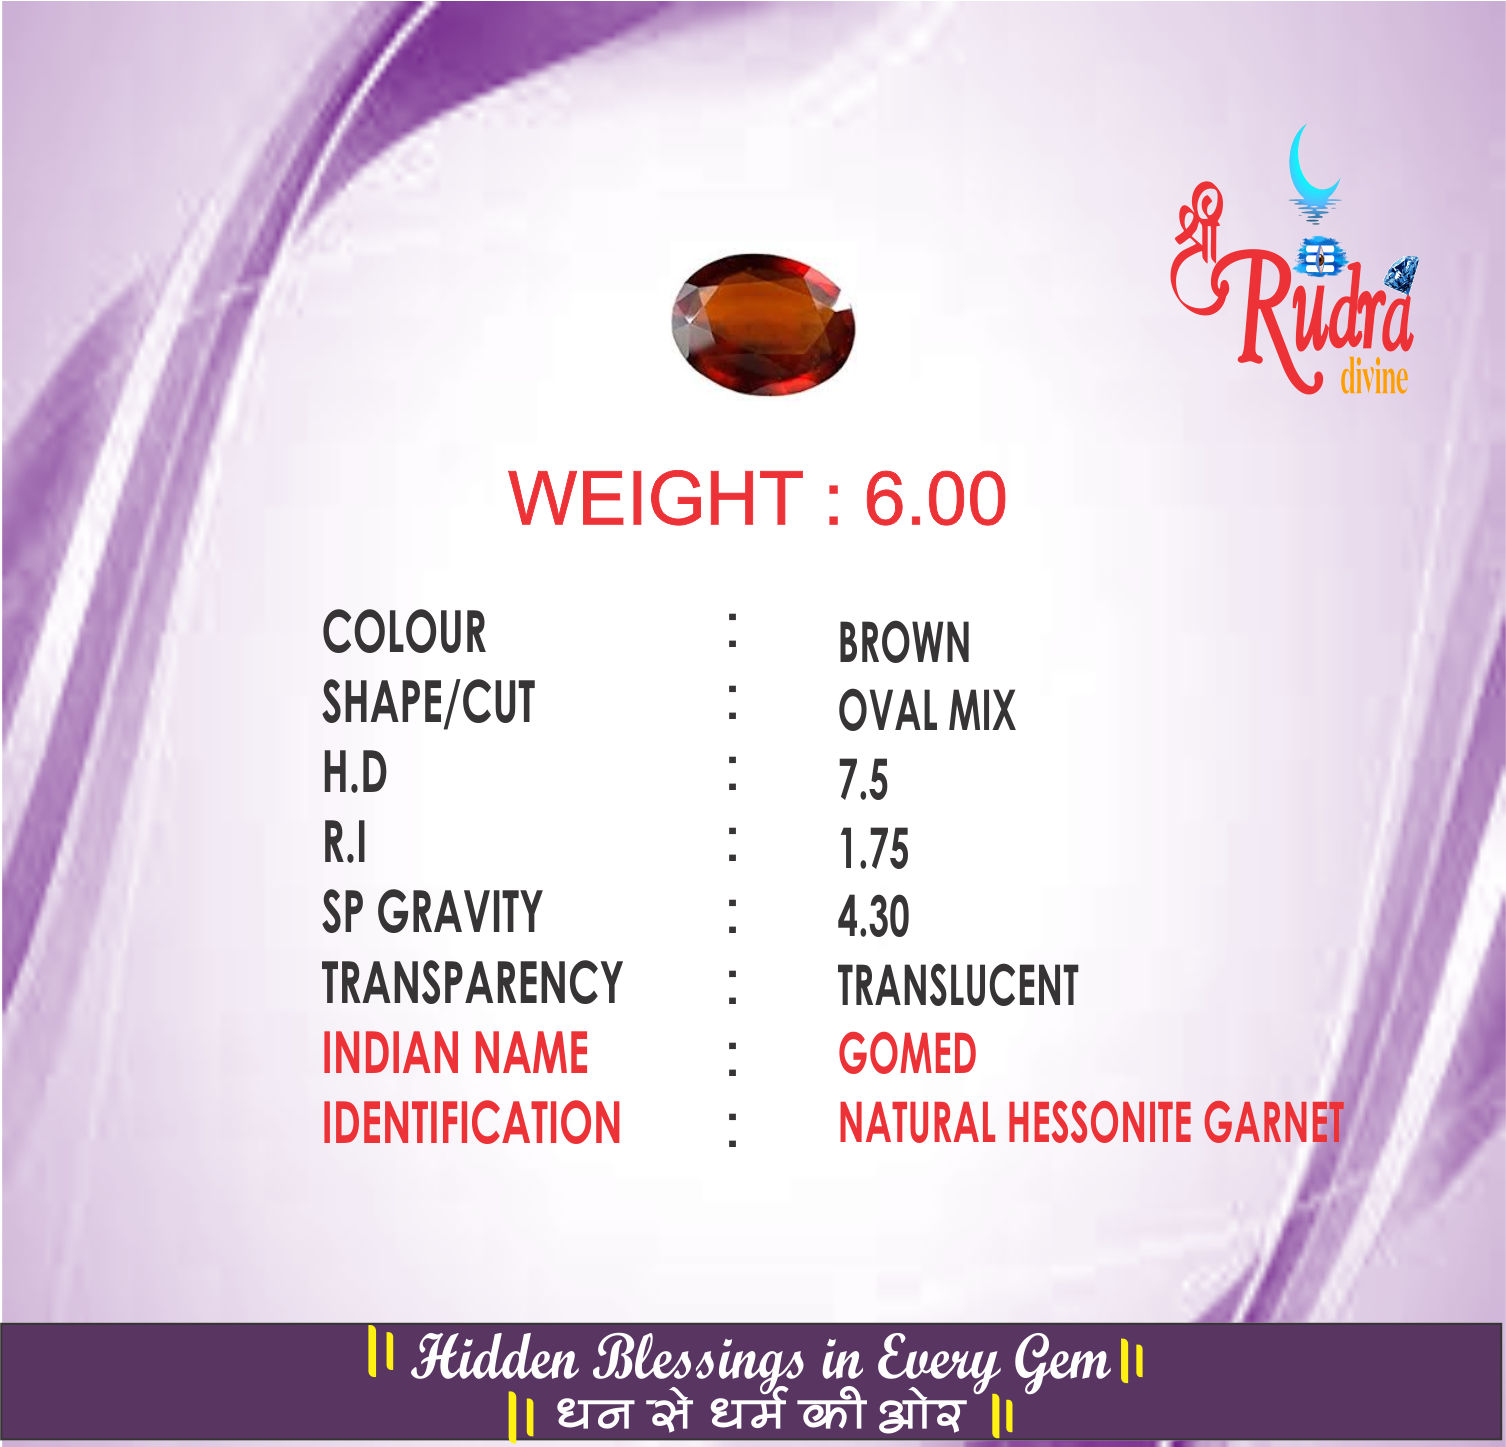 श्री
Rudra
divine
WEIGHT : 6.00
COLOUR : BROWN
SHAPE/CUT : OVAL MIX
H.D : 7.5
R.I : 1.75
SP GRAVITY : 4.30
TRANSPARENCY : TRANSLUCENT
INDIAN NAME : GOMED
IDENTIFICATION : NATURAL HESSONITE GARNET
|| Hidden Blessings in Every Gem ||
|| धन से धर्म की ओर ||